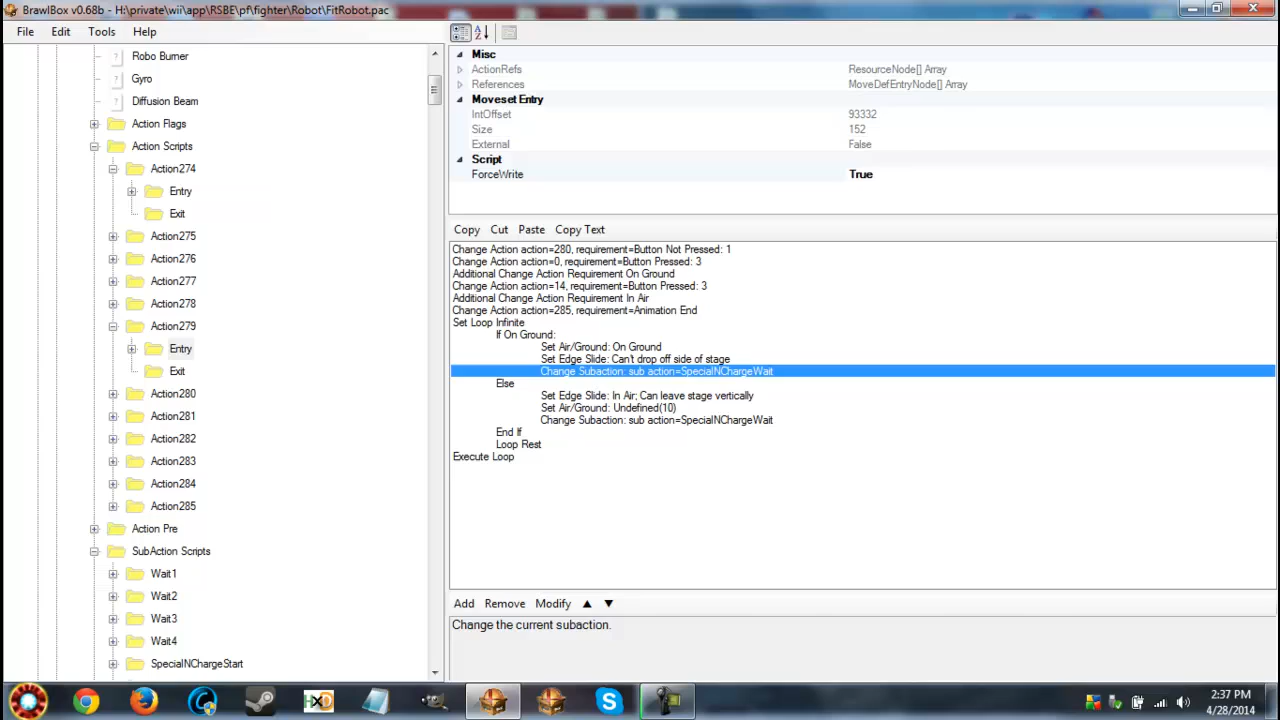 BrawlBox v0.68b - H:\private\wii\app\RSBE\pf\fighter\Robot\FitRobot.pac
File Edit Tools Help
Robo Burner
Gyro
Diffusion Beam
Action Flags
Action Scripts
Action274
Entry
Exit
Action275
Action276
Action277
Action278
Action279
Entry
Exit
Action280
Action281
Action282
Action283
Action284
Action285
Action Pre
SubAction Scripts
Wait1
Wait2
Wait3
Wait4
SpecialNChargeStart
Misc
ActionRefs ResourceNode[] Array
References MoveDefEntryNode[] Array
Moveset Entry
IntOffset 93332
Size 152
External False
Script
ForceWrite True
Copy Cut Paste Copy Text
Change Action action=280, requirement=Button Not Pressed: 1
Change Action action=0, requirement=Button Pressed: 3
Additional Change Action Requirement On Ground
Change Action action=14, requirement=Button Pressed: 3
Additional Change Action Requirement In Air
Change Action action=285, requirement=Animation End
Set Loop Infinite
If On Ground:
Set Air/Ground: On Ground
Set Edge Slide: Can't drop off side of stage
Change Subaction: sub action=SpecialNChargeWait
Else
Set Edge Slide: In Air; Can leave stage vertically
Set Air/Ground: Undefined(10)
Change Subaction: sub action=SpecialNChargeWait
End If
Loop Rest
Execute Loop
Add Remove Modify
Change the current subaction.
HXD
2:37 PM
4/28/2014